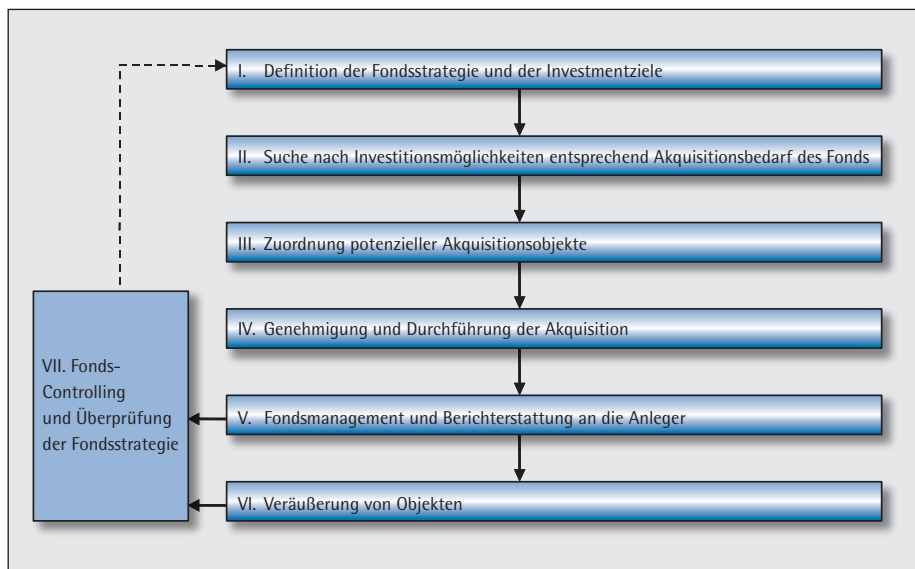 I. Definition der Fondsstrategie und der Investmentziele
II. Suche nach Investitionsmöglichkeiten entsprechend Akquisitionsbedarf des Fonds
III. Zuordnung potenzieller Akquisitionsobjekte
IV. Genehmigung und Durchführung der Akquisition
VII. Fonds-
Controlling
und Überprüfung
der Fondsstrategie
V. Fondsmanagement und Berichterstattung an die Anleger
VI. Veräußerung von Objekten